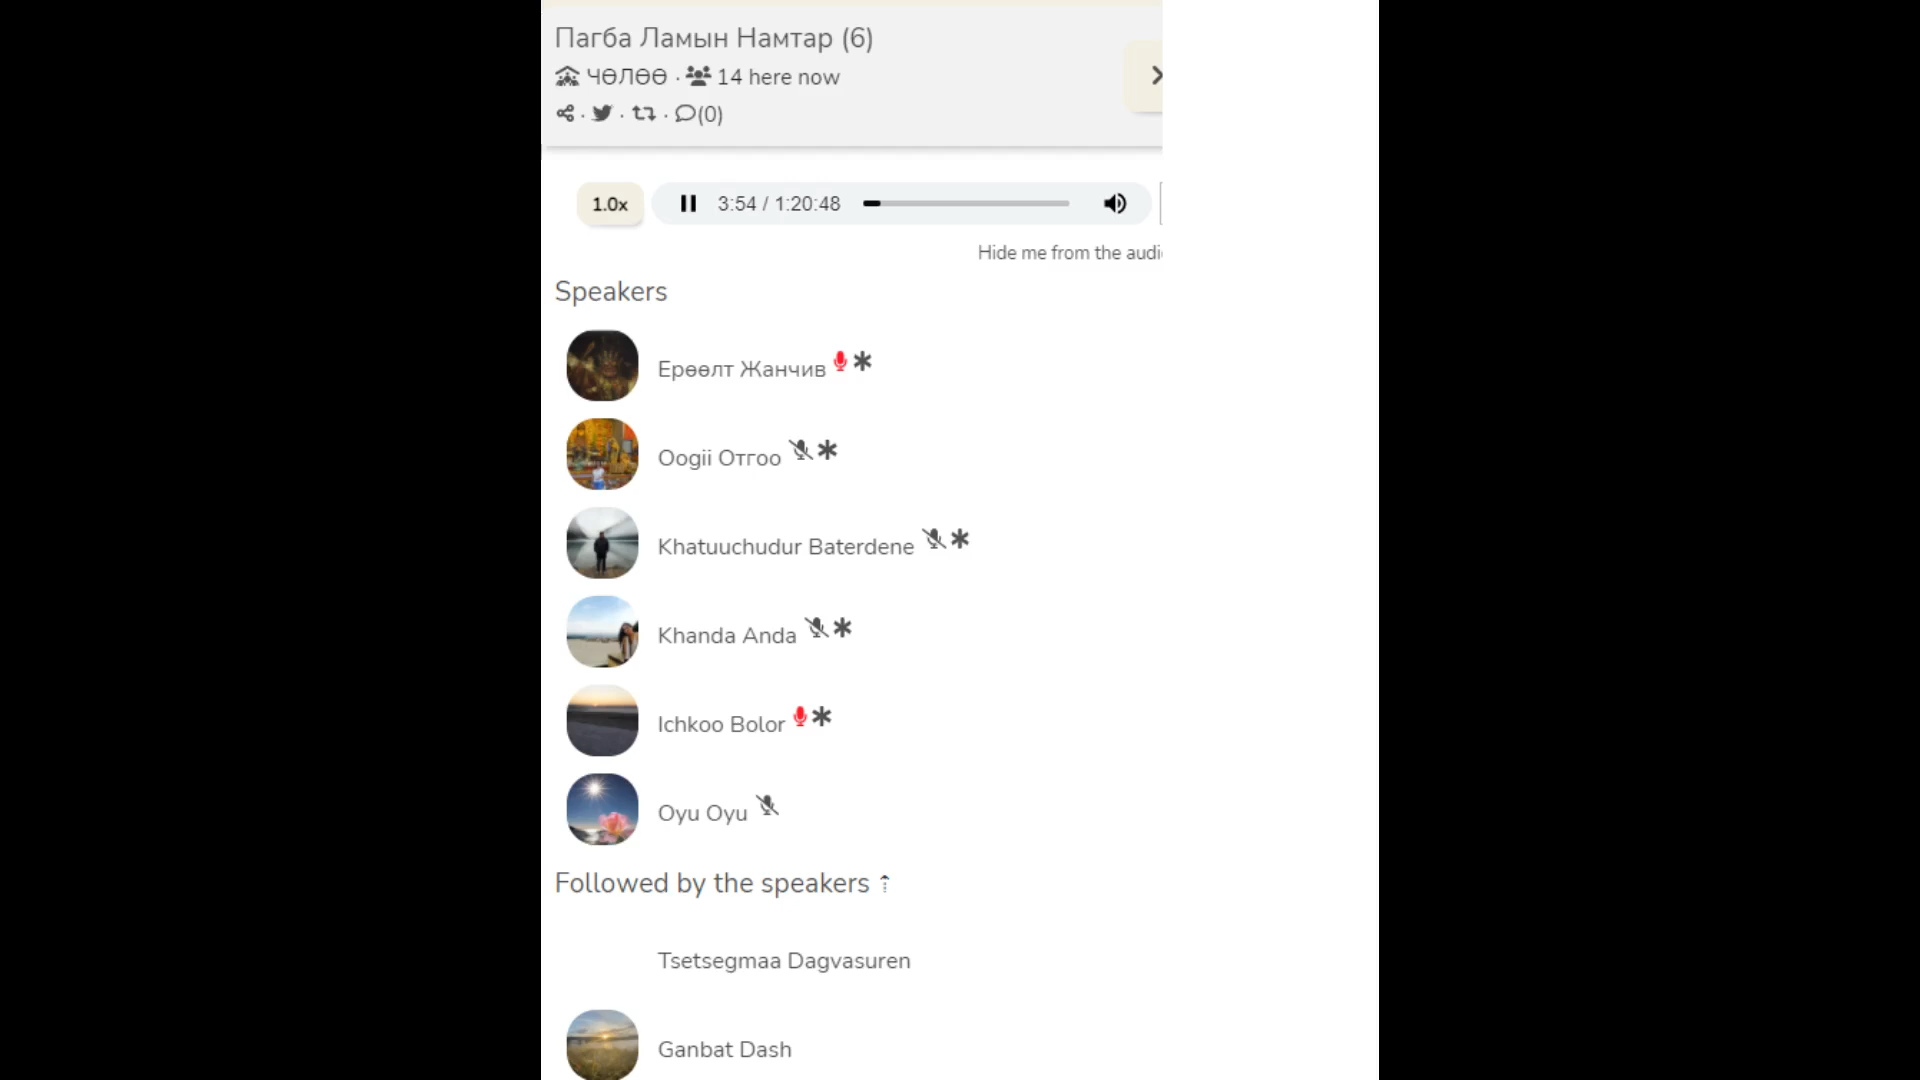 Пагба Ламын Намтар (6)
ЧӨЛӨӨ · 14 here now
· · · (0)
1.0x 3:54 / 1:20:48
Hide me from the audi
Speakers
Ерөөлт Жанчив
Oogii Отгоо
Khatuuchudur Baterdene
Khanda Anda
Ichkoo Bolor
Oyu Oyu
Followed by the speakers
Tsetsegmaa Dagvasuren
Ganbat Dash